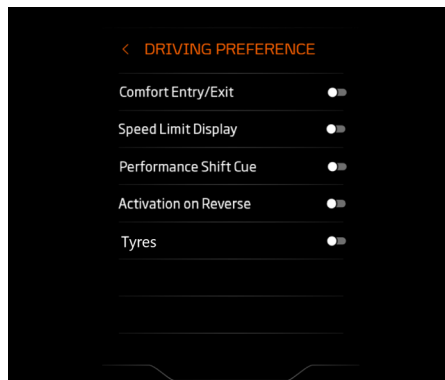 DRIVING PREFERENCE
Comfort Entry/Exit
Speed Limit Display
Performance Shift Cue
Activation on Reverse
Tyres